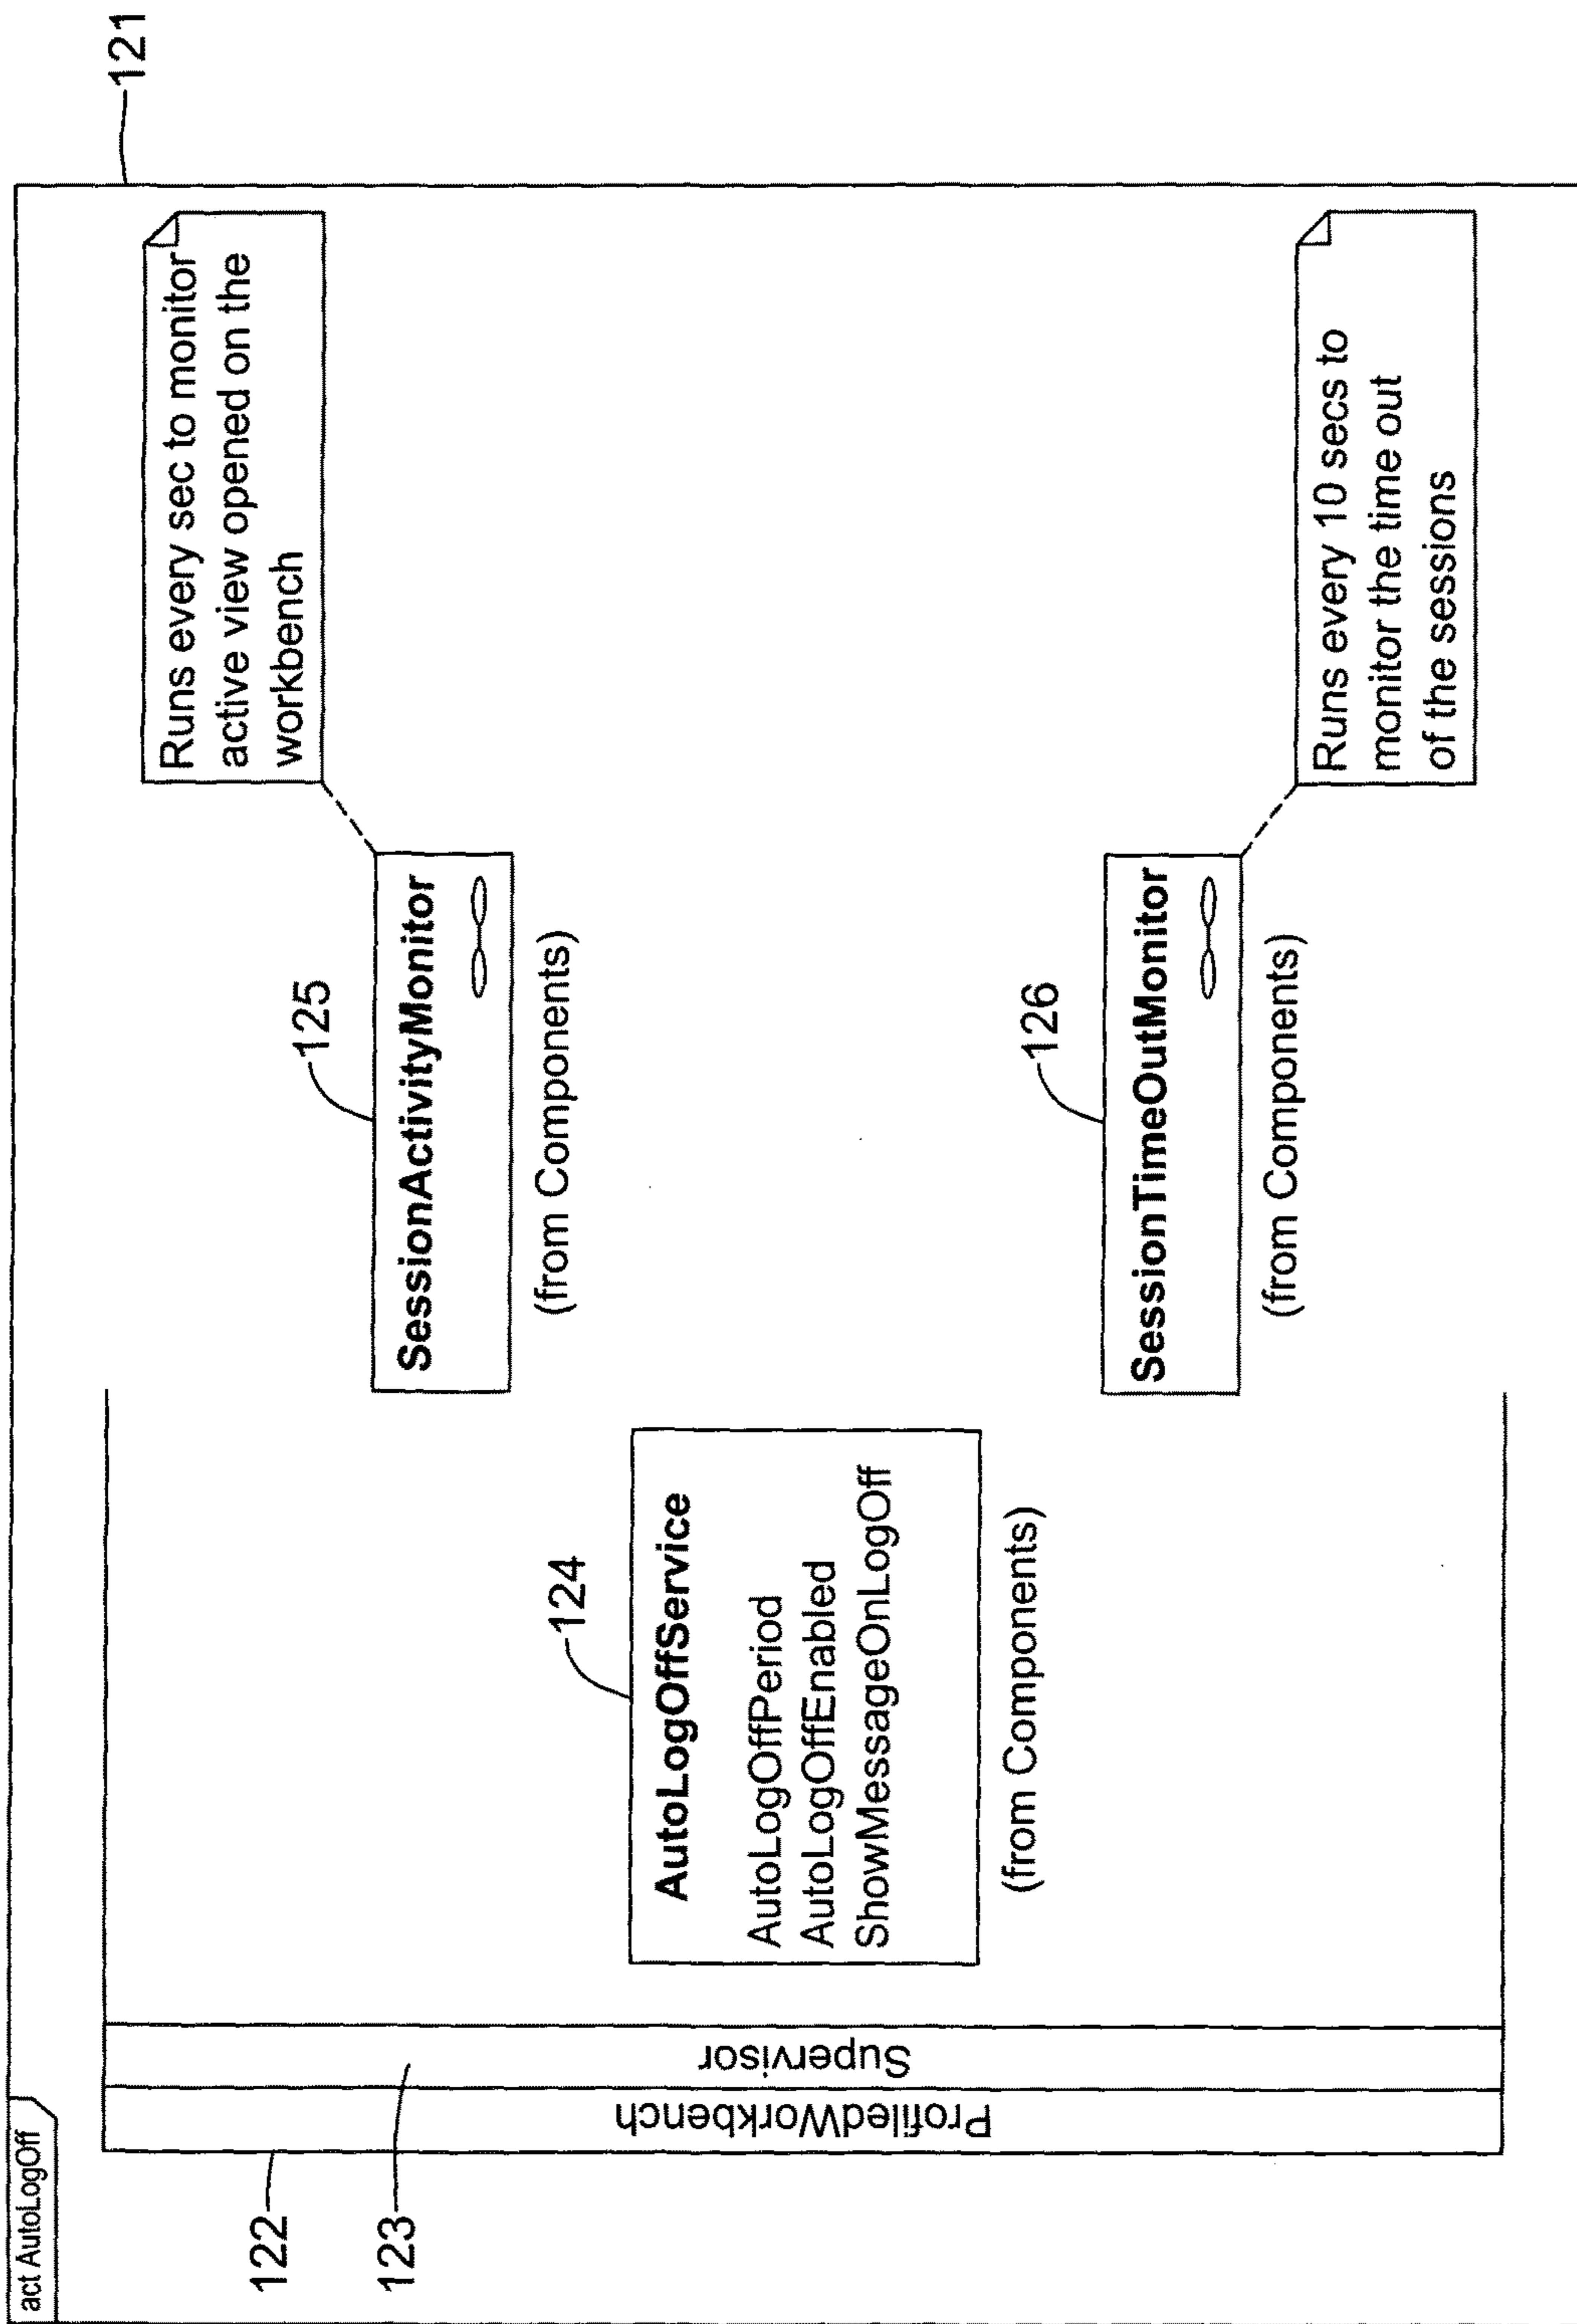 act AutoLogOff
121
122
ProfiledWorkbench
123
Supervisor
124
AutoLogOffService
AutoLogOffPeriod
AutoLogOffEnabled
ShowMessageOnLogOff
(from Components)
125
SessionActivityMonitor
(from Components)
Runs every sec to monitor
active view opened on the
workbench
126
SessionTimeOutMonitor
(from Components)
Runs every 10 secs to
monitor the time out
of the sessions